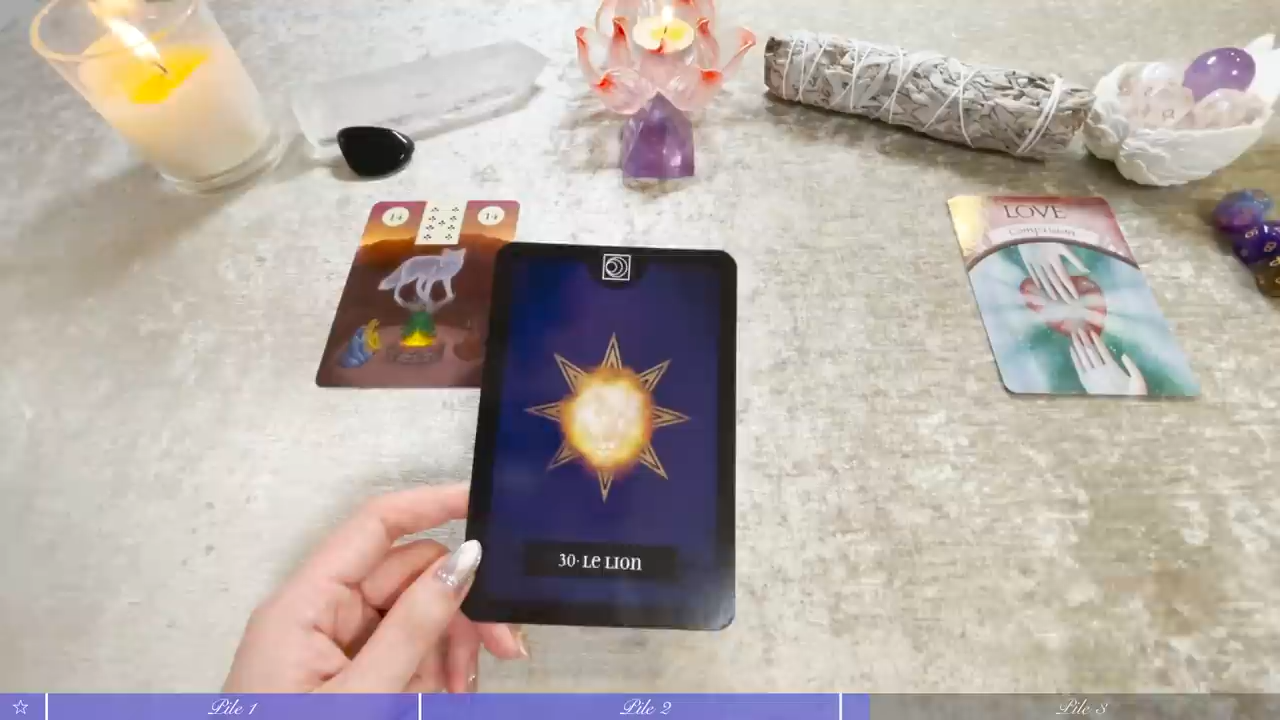 14 14
LOVE
Compassion
30·Le Lion
☆ Pile 1 Pile 2 Pile 3